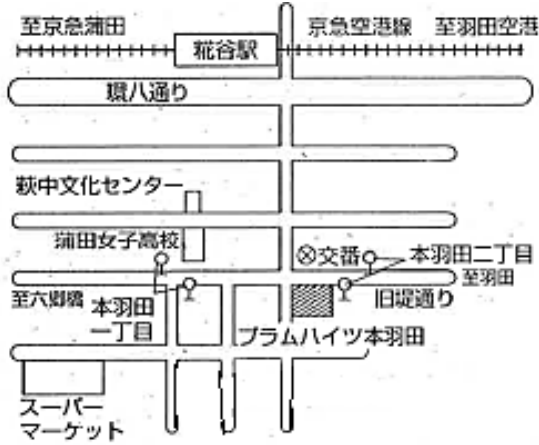 至京急蒲田
糀谷駅
京急空港線
至羽田空港
環八通り
萩中文化センター
蒲田女子高校
交番
本羽田二丁目
至羽田
至六郷橋
本羽田
一丁目
旧堤通り
プラムハイツ本羽田
スーパー
マーケット